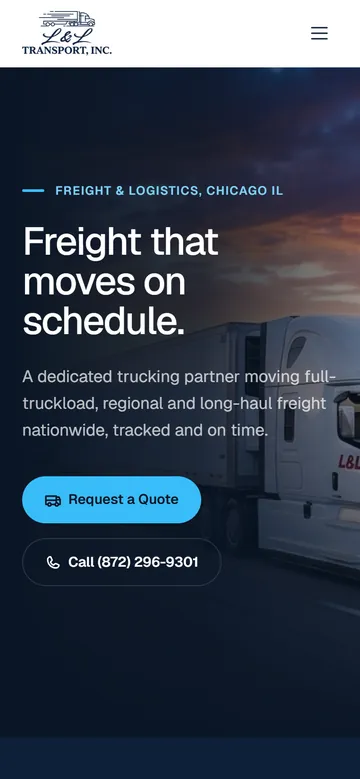 L&L
TRANSPORT, INC.
FREIGHT & LOGISTICS, CHICAGO IL
Freight that
moves on
schedule.
A dedicated trucking partner moving full-
truckload, regional and long-haul freight
nationwide, tracked and on time.
L&L
Request a Quote
Call (872) 296-9301